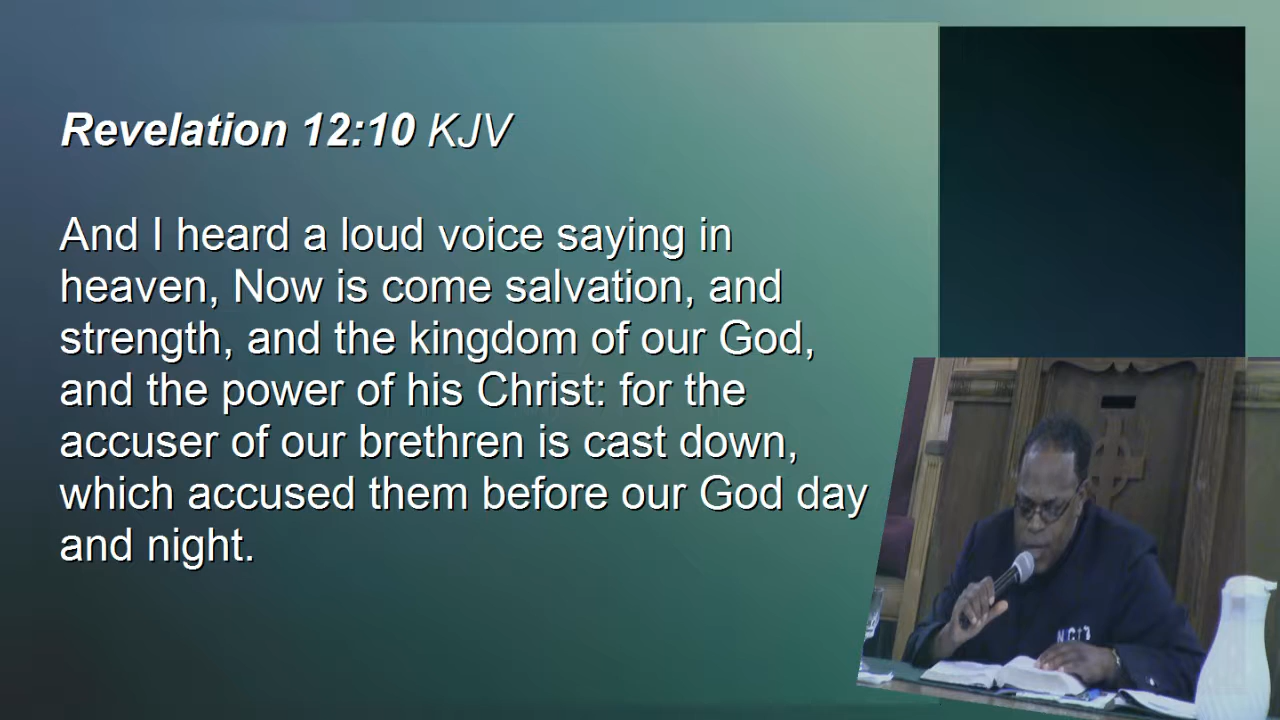 Revelation 12:10 KJV
And I heard a loud voice saying in
heaven, Now is come salvation, and
strength, and the kingdom of our God,
and the power of his Christ: for the
accuser of our brethren is cast down,
which accused them before our God day
and night.